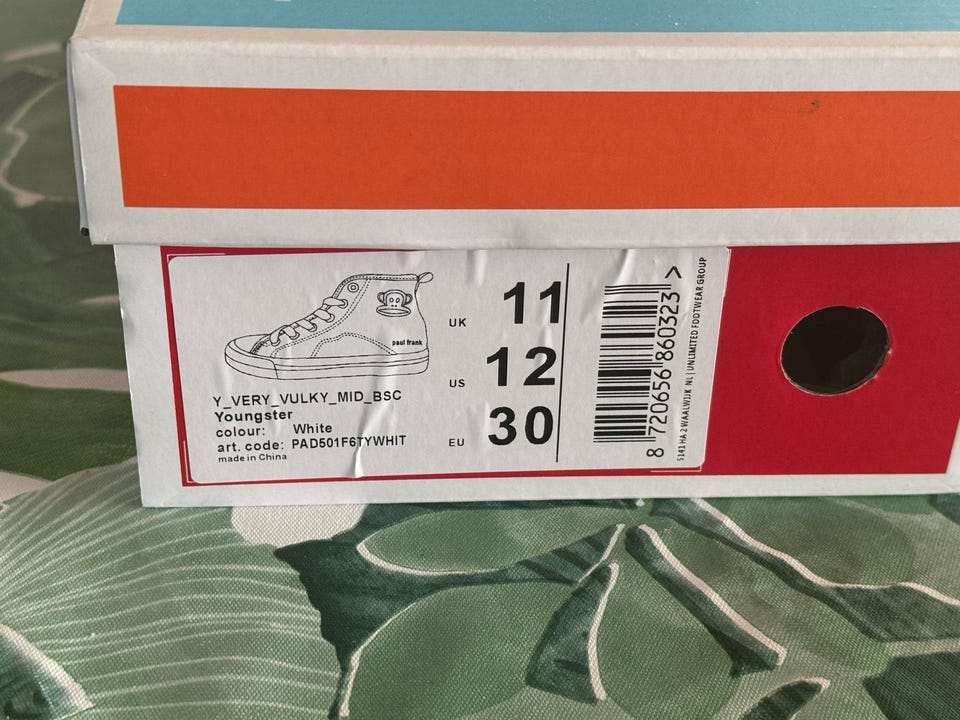 paul frank
Y_VERY_VULKY_MID_BSC
Youngster
colour: White
art. code: PAD501F6TYWHIT
made in China
UK 11
US 12
EU 30
8 720656 860323 >
5141 HA 2 WAALWIJK NL | UNLIMITED FOOTWEAR GROUP